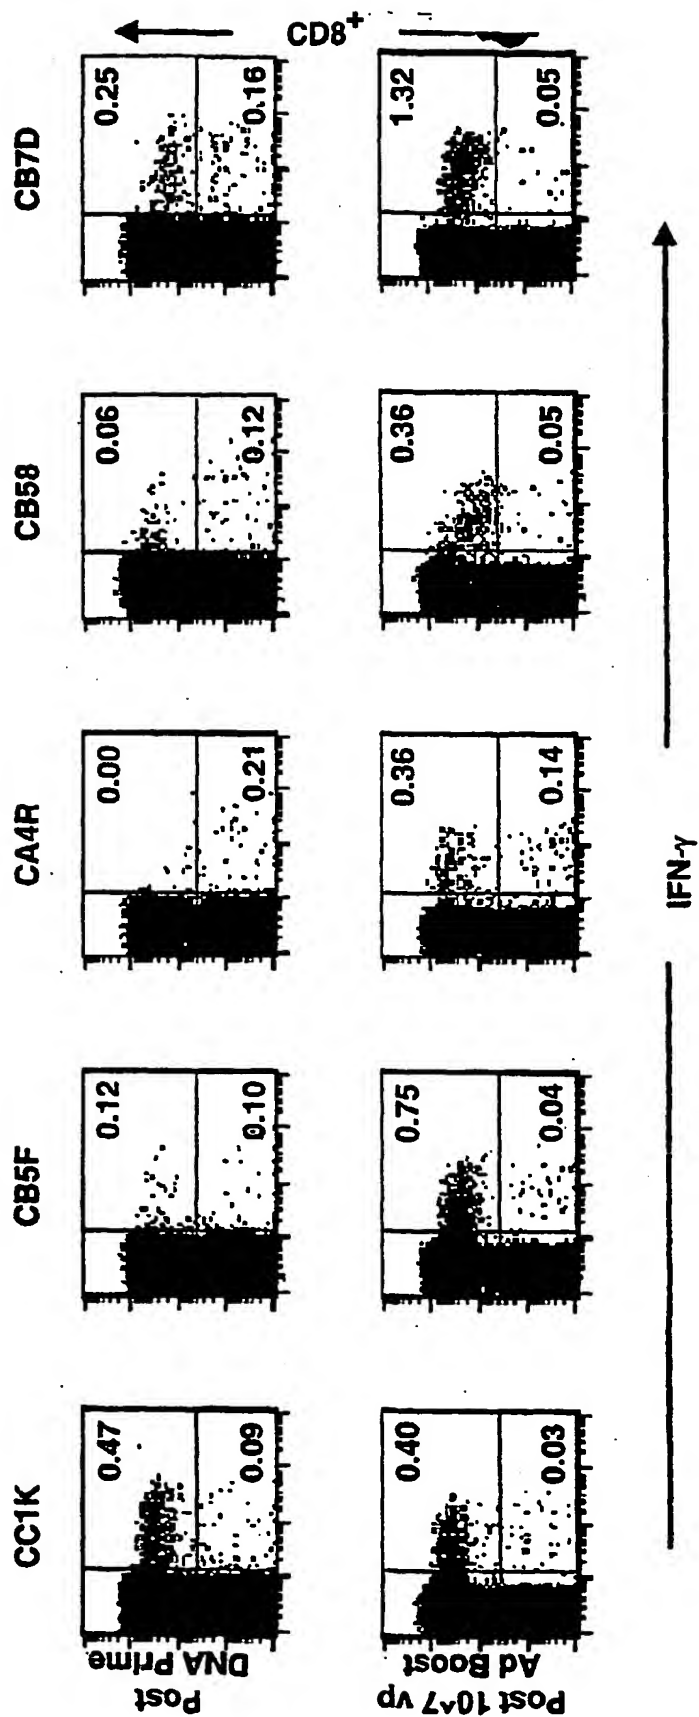 CC1K CB5F CA4R CB58 CB7D
Post
DNA Prime
0.47 0.12 0.00 0.06 0.25
0.09 0.10 0.21 0.12 0.16
CD8+
Post 10^7 vp
Ad Boost
0.40 0.75 0.36 0.36 1.32
0.03 0.04 0.14 0.05 0.05
IFN-γ